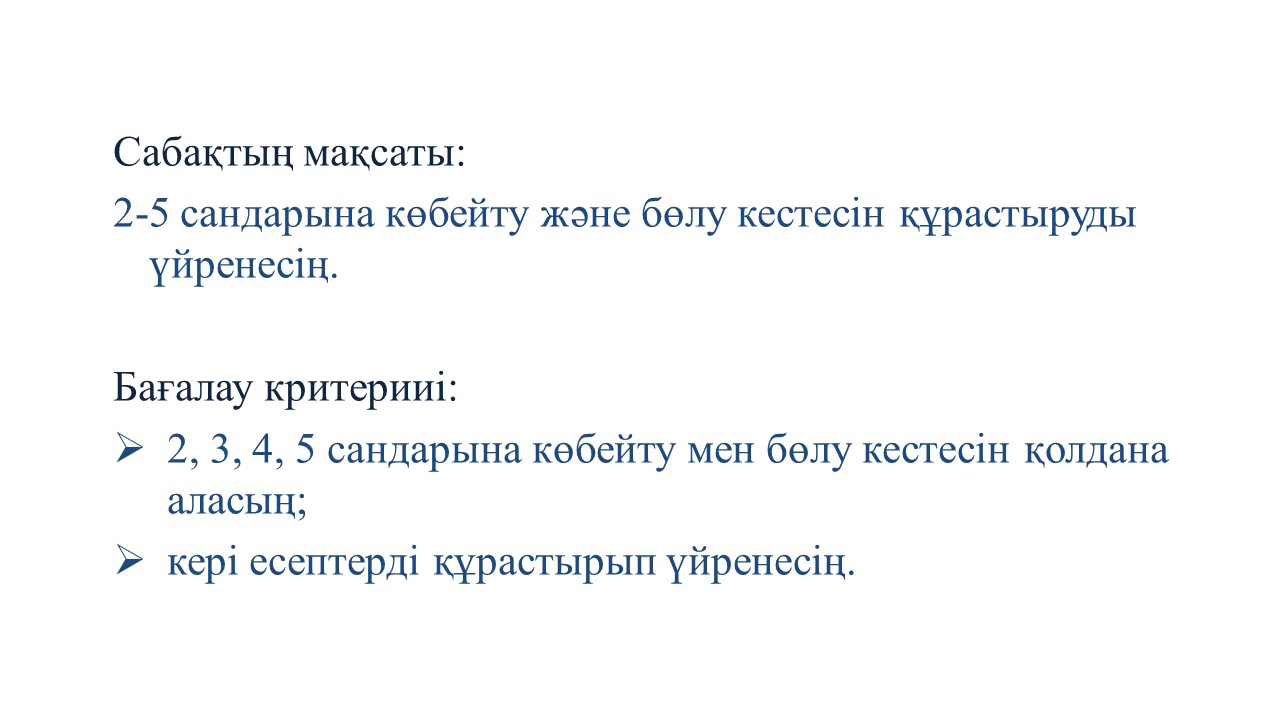 Сабақтың мақсаты:
2-5 сандарына көбейту және бөлу кестесін құрастыруды
үйренесің.
Бағалау критерииі:
➢ 2, 3, 4, 5 сандарына көбейту мен бөлу кестесін қолдана
аласың;
➢ кері есептерді құрастырып үйренесің.